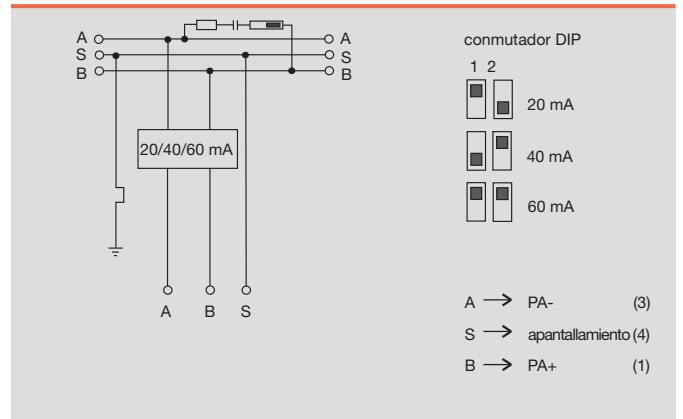 A A
S S
B B
20/40/60 mA
A B S
conmutador DIP
1 2
20 mA
40 mA
60 mA
A → PA- (3)
S → apantallamiento (4)
B → PA+ (1)